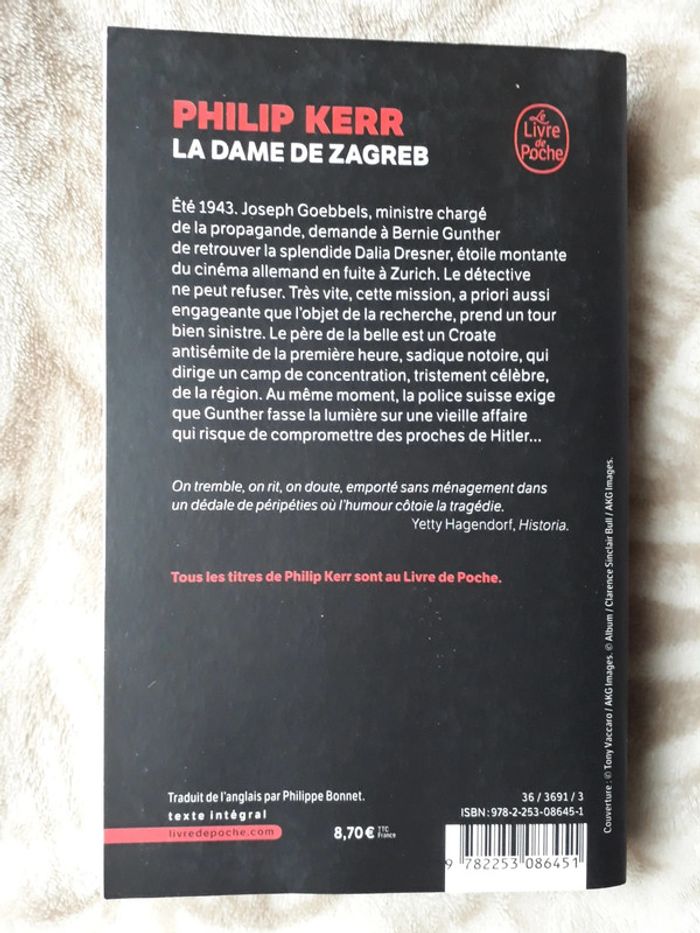 PHILIP KERR
LA DAME DE ZAGREB
Le
Livre
de
Poche
Été 1943. Joseph Goebbels, ministre chargé
de la propagande, demande à Bernie Gunther
de retrouver la splendide Dalia Dresner, étoile montante
du cinéma allemand en fuite à Zurich. Le détective
ne peut refuser. Très vite, cette mission, a priori aussi
engageante que l'objet de la recherche, prend un tour
bien sinistre. Le père de la belle est un Croate
antisémite de la première heure, sadique notoire, qui
dirige un camp de concentration, tristement célèbre,
de la région. Au même moment, la police suisse exige
que Gunther fasse la lumière sur une vieille affaire
qui risque de compromettre des proches de Hitler...
On tremble, on rit, on doute, emporté sans ménagement dans
un dédale de péripéties où l'humour côtoie la tragédie.
Yetty Hagendorf, Historia.
Tous les titres de Philip Kerr sont au Livre de Poche.
Couverture : © Tony Vaccaro / AKG Images. © Album / Clarence Sinclair Bull / AKG Images.
Traduit de l'anglais par Philippe Bonnet.
texte intégral
livredepoche.com
8,70 € TTC
France
36 / 3691 / 3
ISBN : 978-2-253-08645-1
9 782253 086451